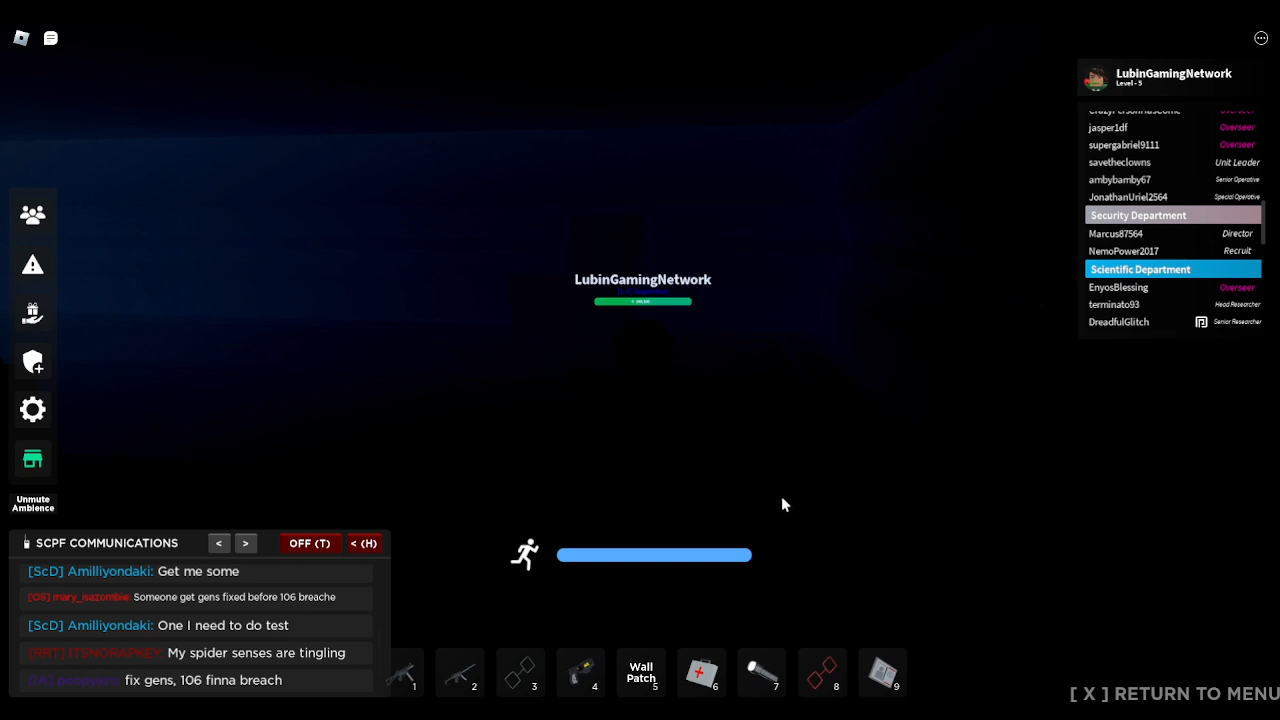 LubinGamingNetwork
Level - 5
jasper1df Overseer
supergabriel9111 Overseer
savetheclowns Unit Leader
ambybamby67 Senior Operative
JonathanUriel2564 Special Operative
Security Department
Marcus87564 Director
NemoPower2017 Recruit
Scientific Department
EnyosBlessing Overseer
terminato93 Head Researcher
DreadfulGlitch Senior Researcher
LubinGamingNetwork
Unmute
Ambience
SCPF COMMUNICATIONS < > OFF (T) < (H)
[ScD] Amilliyondaki: Get me some
[OS] mary_isazombie: Someone get gens fixed before 106 breache
[ScD] Amilliyondaki: One I need to do test
[RRT] ITSNORAPKEY: My spider senses are tingling
fix gens, 106 finna breach
1
2
3
4
Wall
Patch
5
6
7
8
9
[ X ] RETURN TO MENU